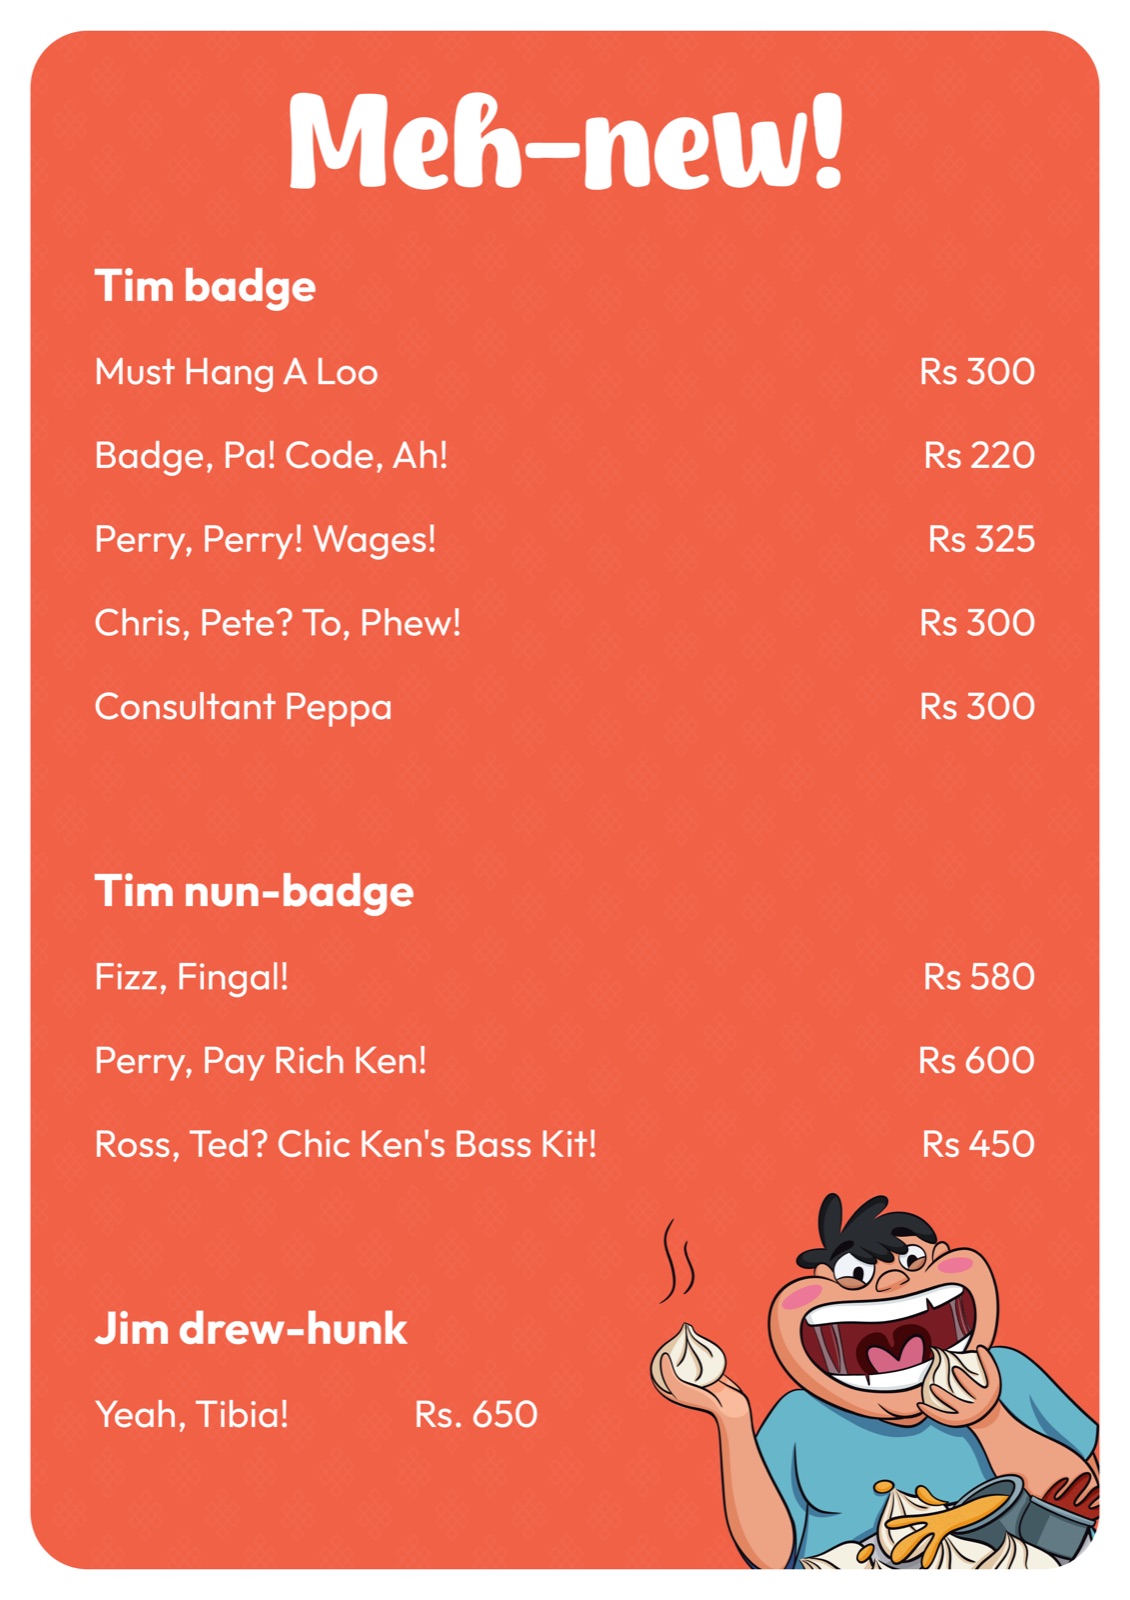 Meh-new!
Tim badge
Must Hang A Loo Rs 300
Badge, Pa! Code, Ah! Rs 220
Perry, Perry! Wages! Rs 325
Chris, Pete? To, Phew! Rs 300
Consultant Peppa Rs 300
Tim nun-badge
Fizz, Fingal! Rs 580
Perry, Pay Rich Ken! Rs 600
Ross, Ted? Chic Ken's Bass Kit! Rs 450
Jim drew-hunk
Yeah, Tibia! Rs. 650